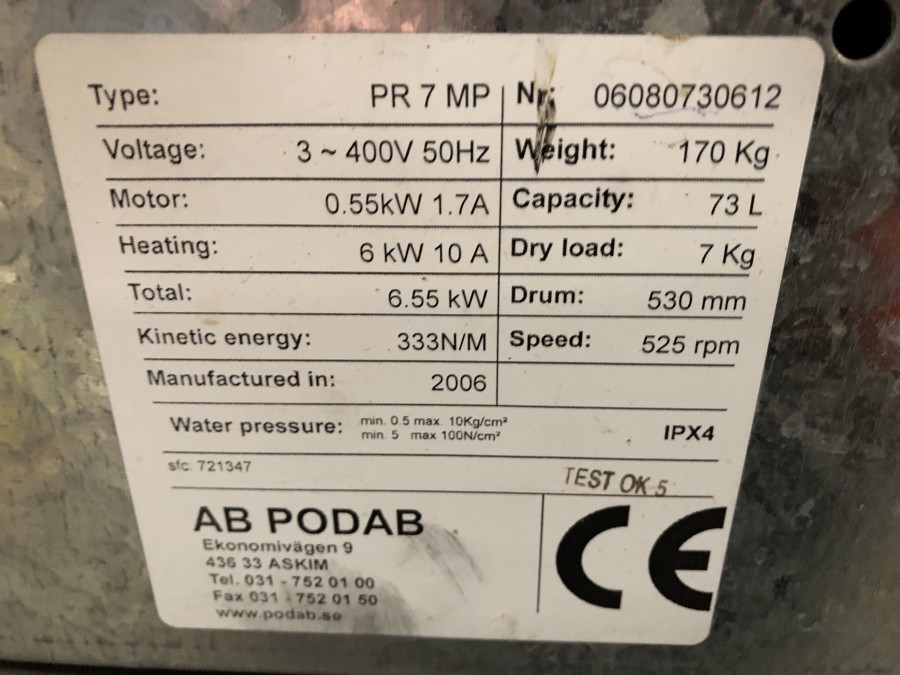 Type: PR 7 MP Nr: 06080730612
Voltage: 3 ~ 400V 50Hz Weight: 170 Kg
Motor: 0.55kW 1.7A Capacity: 73 L
Heating: 6 kW 10 A Dry load: 7 Kg
Total: 6.55 kW Drum: 530 mm
Kinetic energy: 333N/M Speed: 525 rpm
Manufactured in: 2006
Water pressure: min. 0.5 max. 10Kg/cm² IPX4
min. 5 max 100N/cm²
sfc: 721347
TEST OK 5
AB PODAB CE
Ekonomivägen 9
436 33 ASKIM
Tel. 031 - 752 01 00
Fax 031 - 752 01 50
www.podab.se